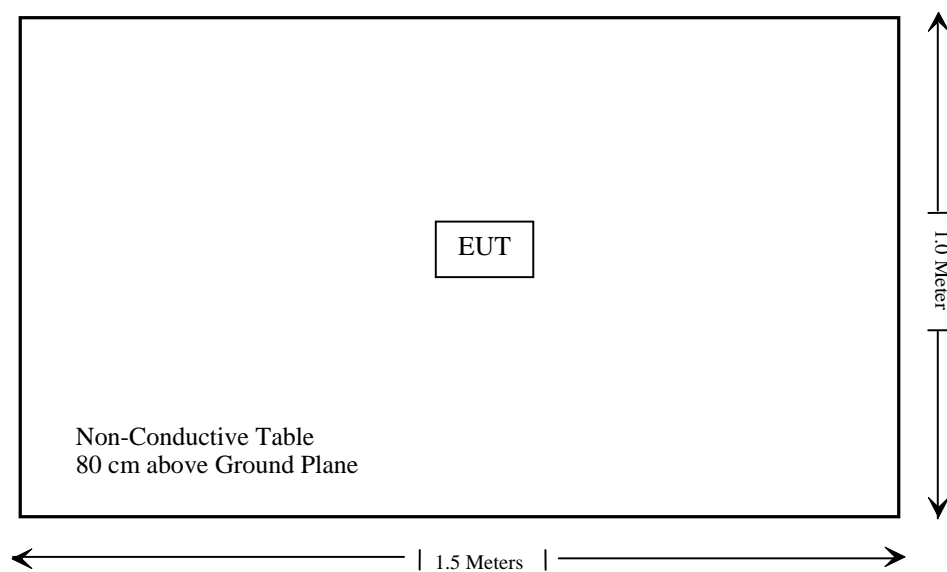 EUT
1.0 Meter
Non-Conductive Table
80 cm above Ground Plane
1.5 Meters